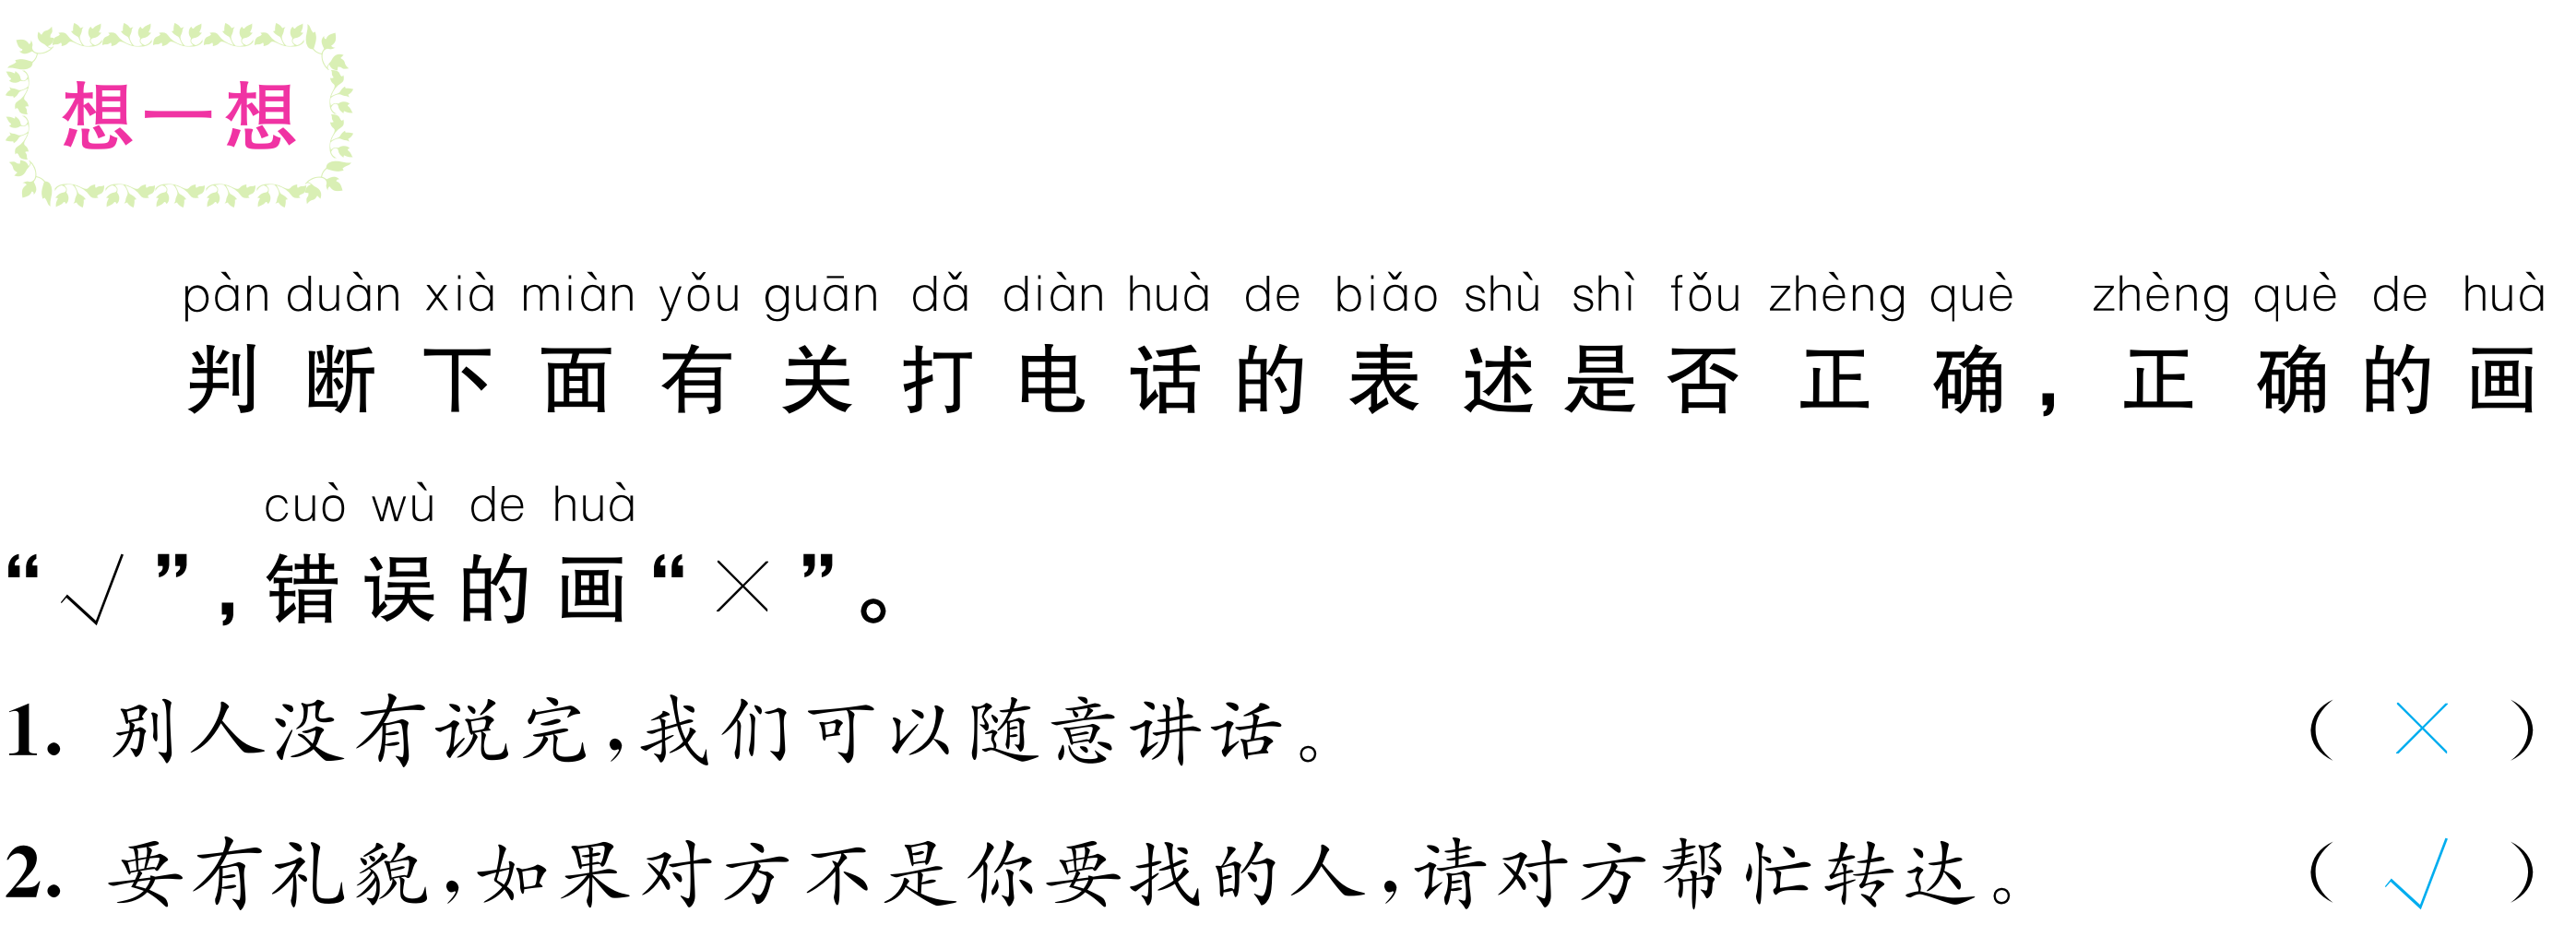 想一想
pàn duàn xià miàn yǒu guān dǎ diàn huà de biǎo shù shì fǒu zhèng què zhèng què de huà
判断下面有关打电话的表述是否正确，正确的画
cuò wù de huà
“√”，错误的画“×”。
1. 别人没有说完，我们可以随意讲话。 （ × ）
2. 要有礼貌，如果对方不是你要找的人，请对方帮忙转达。 （ √ ）